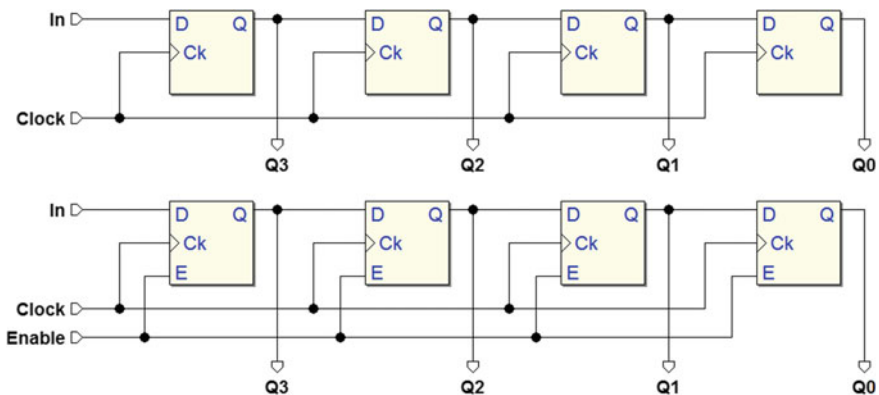 In D Q D Q D Q D Q
Ck Ck Ck Ck
Clock
Q3 Q2 Q1 Q0
In D Q D Q D Q D Q
Ck Ck Ck Ck
E E E E
Clock
Enable
Q3 Q2 Q1 Q0